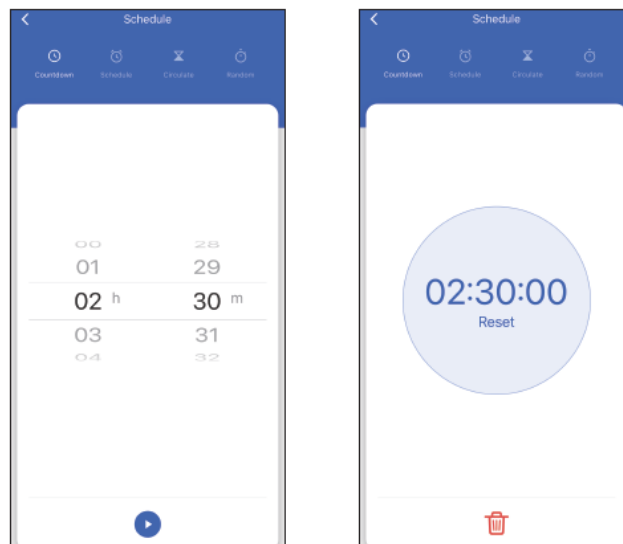 Schedule
Countdown Schedule Circulate Random
00 28
01 29
02 h 30 m
03 31
04 32
Schedule
Countdown Schedule Circulate Random
02:30:00
Reset